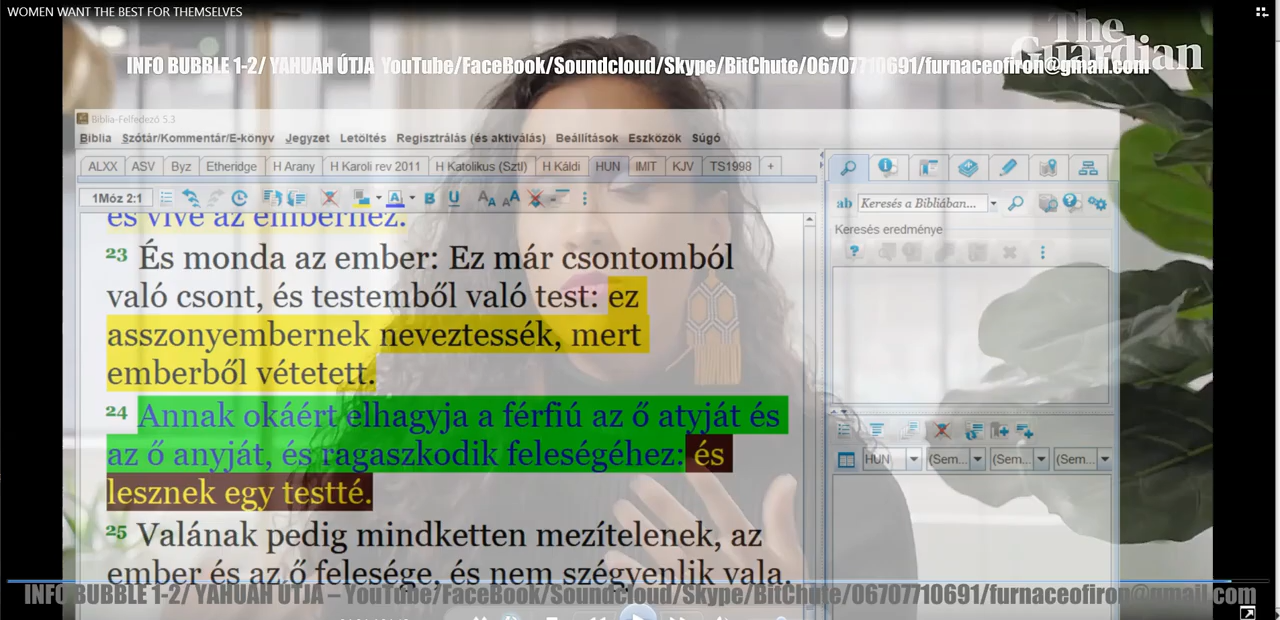 WOMEN WANT THE BEST FOR THEMSELVES
The
Guardian
INFO BUBBLE 1-2/ YAHUAH ÚTJA YouTube/FaceBook/Soundcloud/Skype/BitChute/06707710691/furnaceofiron@gmail.com
Biblia-Felfedező 5.3
Biblia Szótár/Kommentár/E-könyv Jegyzet Letöltés Regisztrálás (és aktiválás) Beállítások Eszközök Súgó
ALXX ASV Byz Etheridge H Arany H Karoli rev 2011 H Katolikus (SztI) H Káldi HUN IMIT KJV TS1998 +
1Móz 2:1
ab Keresés a Bibliában...
Keresés eredménye
és vivé az emberhez.
23 És monda az ember: Ez már csontomból
való csont, és testemből való test: ez
asszonyembernek neveztessék, mert
emberből vétetett.
24 Annak okáért elhagyja a férfiú az ő atyját és
az ő anyját, és ragaszkodik feleségéhez: és
lesznek egy testté.
25 Valának pedig mindketten mezítelenek, az
ember és az ő felesége, és nem szégyenlik vala.
HUN (Sem... (Sem... (Sem...
INFO BUBBLE 1-2/ YAHUAH ÚTJA – YouTube/FaceBook/Soundcloud/Skype/BitChute/06707710691/furnaceofiron@gmail.com